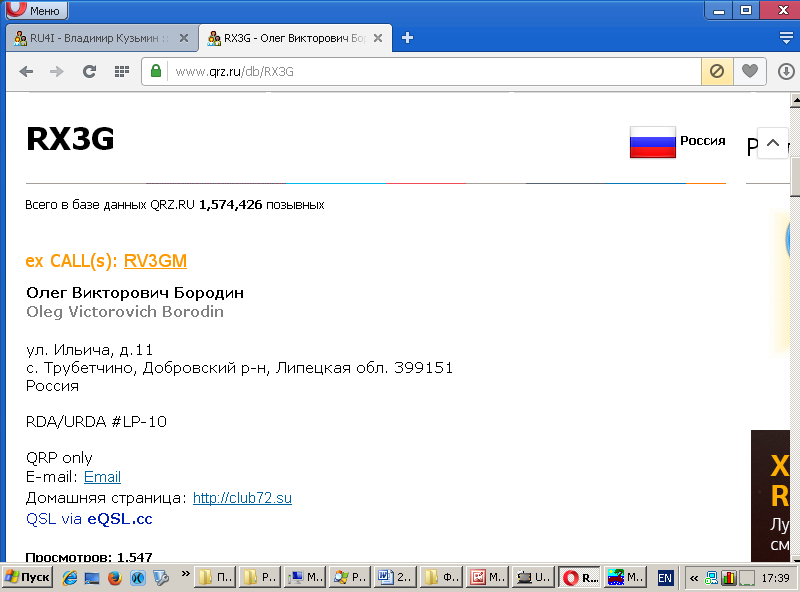 Меню
RU4I - Владимир Кузьмин ::
RX3G - Олег Викторович Бор
www.qrz.ru/db/RX3G
RX3G
Россия
Р
Всего в базе данных QRZ.RU 1,574,426 позывных
ex CALL(s): RV3GM
Олег Викторович Бородин
Oleg Victorovich Borodin
ул. Ильича, д.11
с. Трубетчино, Добровский р-н, Липецкая обл. 399151
Россия
RDA/URDA #LP-10
QRP only
E-mail: Email
Домашняя страница: http://club72.su
QSL via eQSL.cc
X
R
Лу
см
Просмотров: 1.547
Пуск
»
П..
Р..
М..
Р..
2..
Ф..
М..
U..
R...
М..
EN
«
17:39